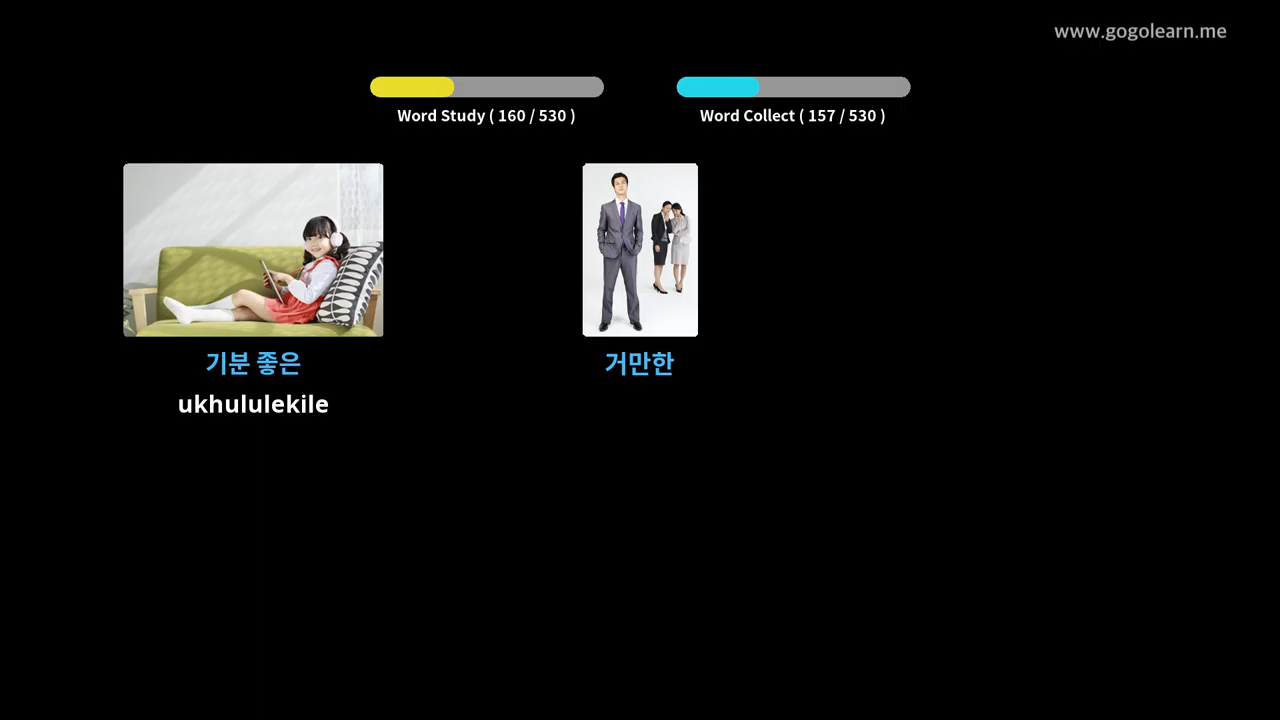 www.gogolearn.me
Word Study ( 160 / 530 )
Word Collect ( 157 / 530 )
기분 좋은
거만한
ukhululekile